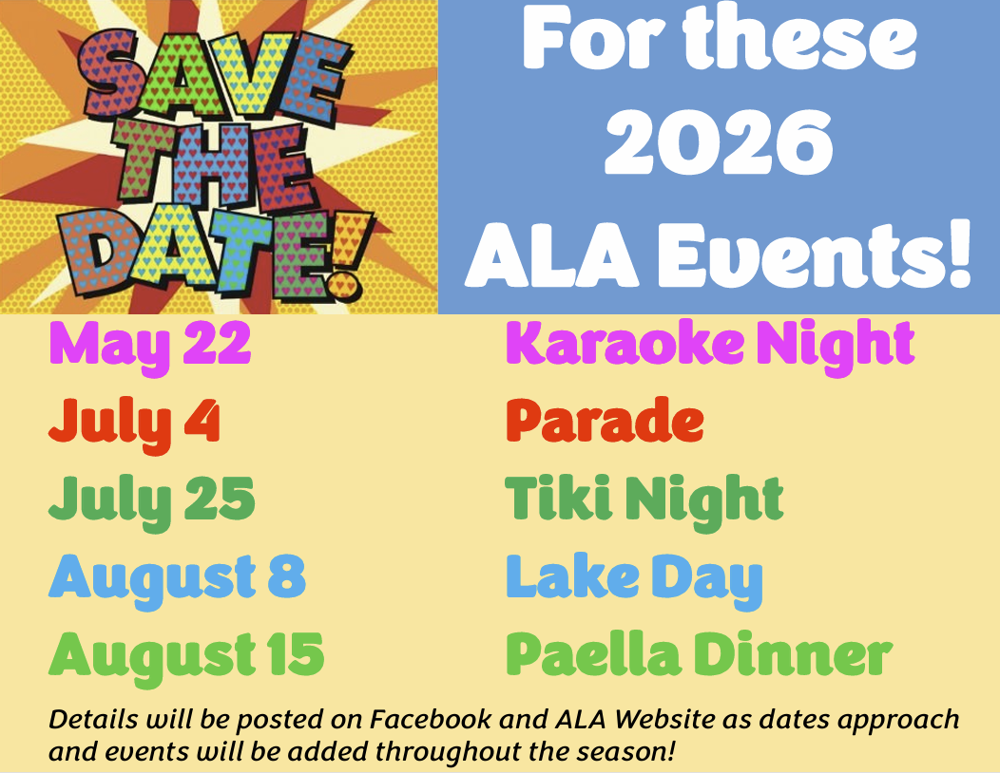 SAVE
THE
DATE!
For these
2026
ALA Events!
May 22 Karaoke Night
July 4 Parade
July 25 Tiki Night
August 8 Lake Day
August 15 Paella Dinner
Details will be posted on Facebook and ALA Website as dates approach
and events will be added throughout the season!